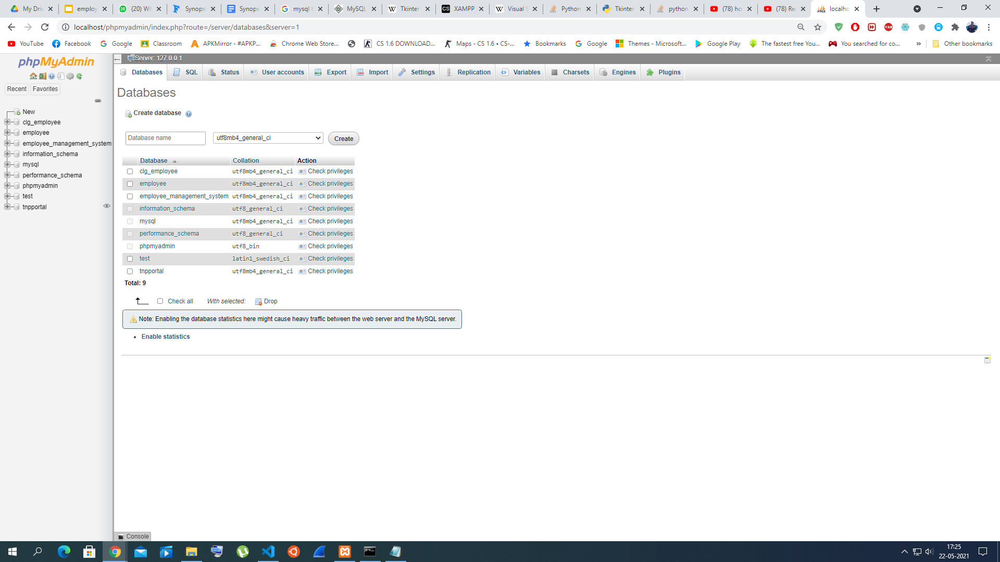 My Dri
employ
(20) Wh
Synops
Synops
mysql t
MySQL
Tkinter
XAMPP
Visual S
Python
Tkinter
python
(78) ho
(78) Re
localho
localhost/phpmyadmin/index.php?route=/server/databases&server=1
YouTube
Facebook
Google
Classroom
APKMirror - #APKP...
Chrome Web Store...
CS 1.6 DOWNLOAD...
Maps - CS 1.6 • CS-...
Bookmarks
Google
Themes - Microsoft...
Google Play
The fastest free You...
You searched for co...
»
Other bookmarks
phpMyAdmin
Recent
Favorites
New
clg_employee
employee
employee_management_system
information_schema
mysql
performance_schema
phpmyadmin
test
tnpportal
Server: 127.0.0.1
Databases
SQL
Status
User accounts
Export
Import
Settings
Replication
Variables
Charsets
Engines
Plugins
Databases
Create database
Database name
utf8mb4_general_ci
Create
Database Collation Action
clg_employee utf8mb4_general_ci Check privileges
employee utf8mb4_general_ci Check privileges
employee_management_system utf8mb4_general_ci Check privileges
information_schema utf8_general_ci Check privileges
mysql utf8mb4_general_ci Check privileges
performance_schema utf8_general_ci Check privileges
phpmyadmin utf8_bin Check privileges
test latin1_swedish_ci Check privileges
tnpportal utf8mb4_general_ci Check privileges
Total: 9
Check all With selected: Drop
Note: Enabling the database statistics here might cause heavy traffic between the web server and the MySQL server.
Enable statistics
Console
17:25
22-05-2021